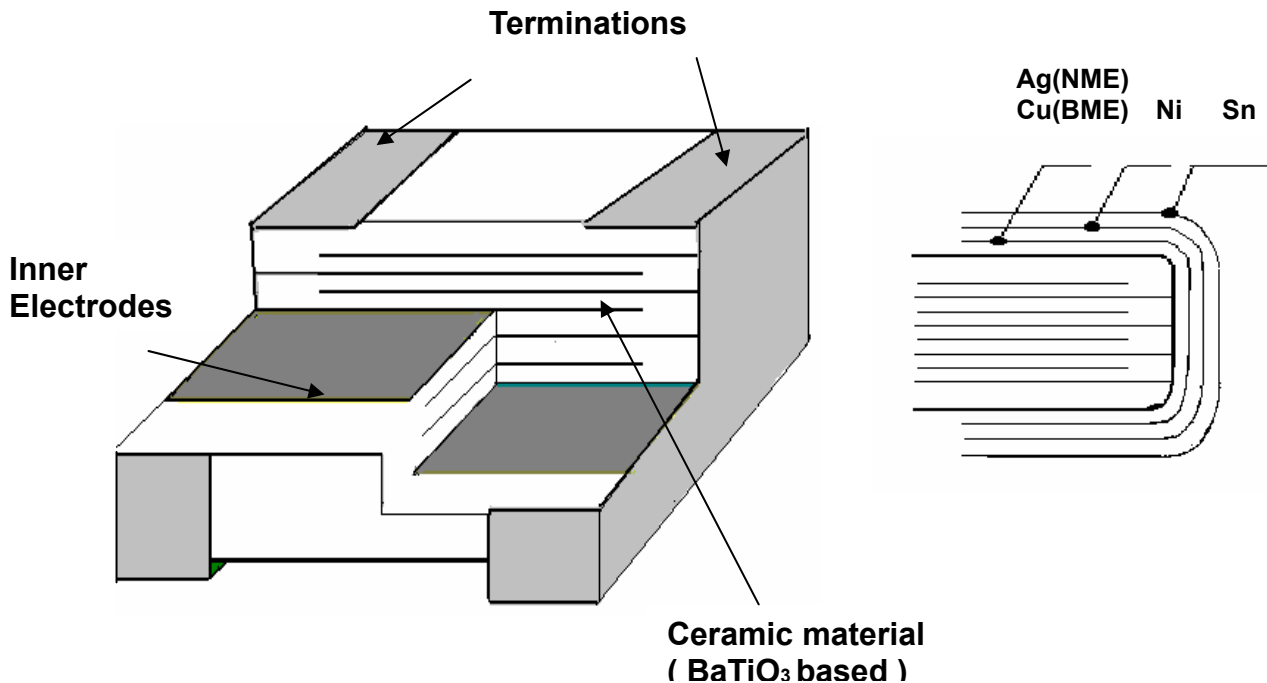 Terminations
Ag(NME)
Cu(BME) Ni Sn
Inner
Electrodes
Ceramic material
( BaTiO₃ based )